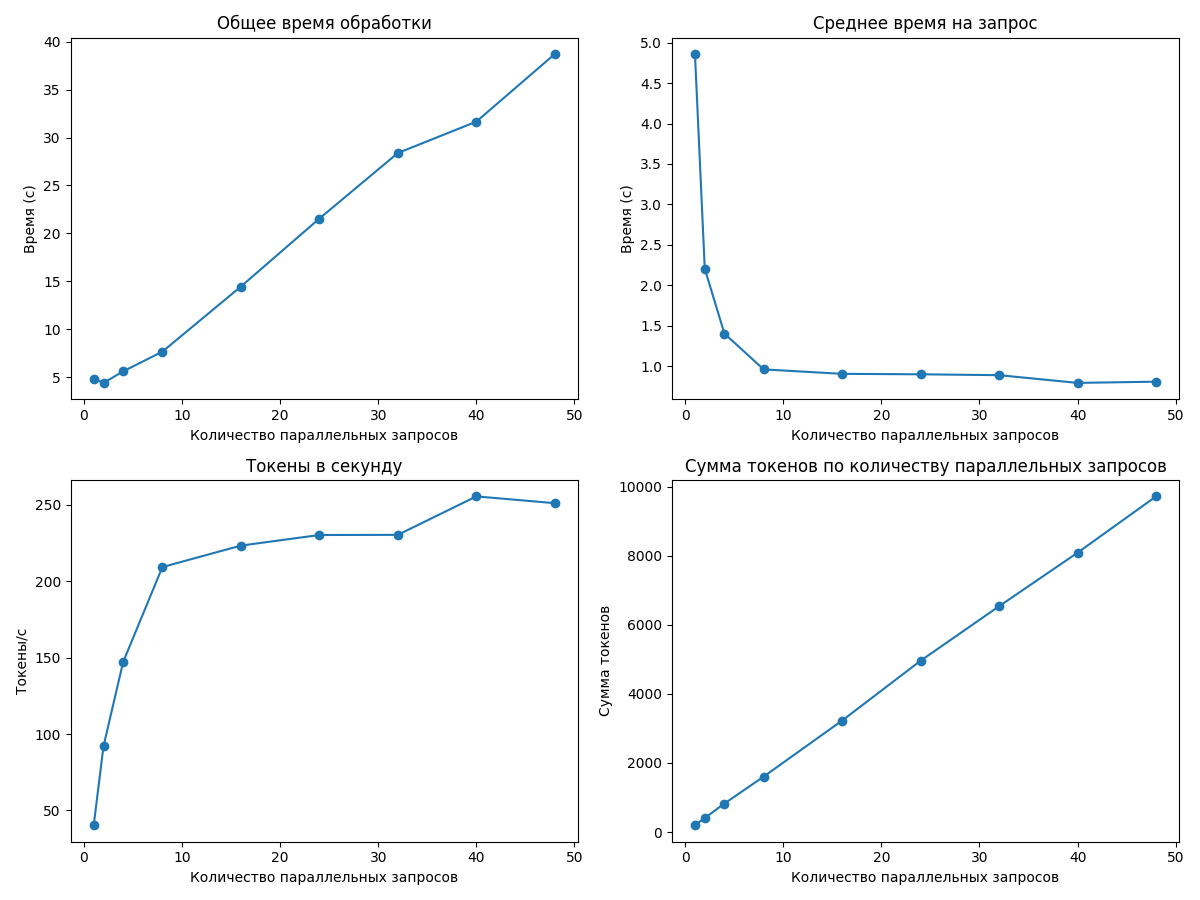 Общее время обработки
Время (с)
40
35
30
25
20
15
10
5
0 10 20 30 40 50
Количество параллельных запросов
Среднее время на запрос
Время (с)
5.0
4.5
4.0
3.5
3.0
2.5
2.0
1.5
1.0
0 10 20 30 40 50
Количество параллельных запросов
Токены в секунду
Токены/с
250
200
150
100
50
0 10 20 30 40 50
Количество параллельных запросов
Сумма токенов по количеству параллельных запросов
Сумма токенов
10000
8000
6000
4000
2000
0
0 10 20 30 40 50
Количество параллельных запросов